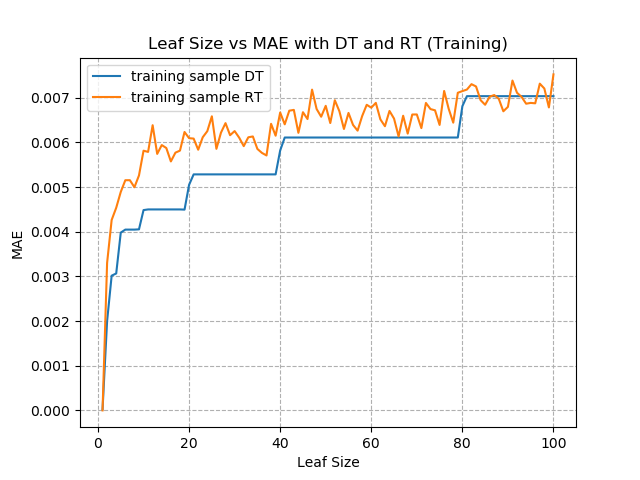 Leaf Size vs MAE with DT and RT (Training)
training sample DT
training sample RT
MAE
0.007
0.006
0.005
0.004
0.003
0.002
0.001
0.000
0 20 40 60 80 100
Leaf Size